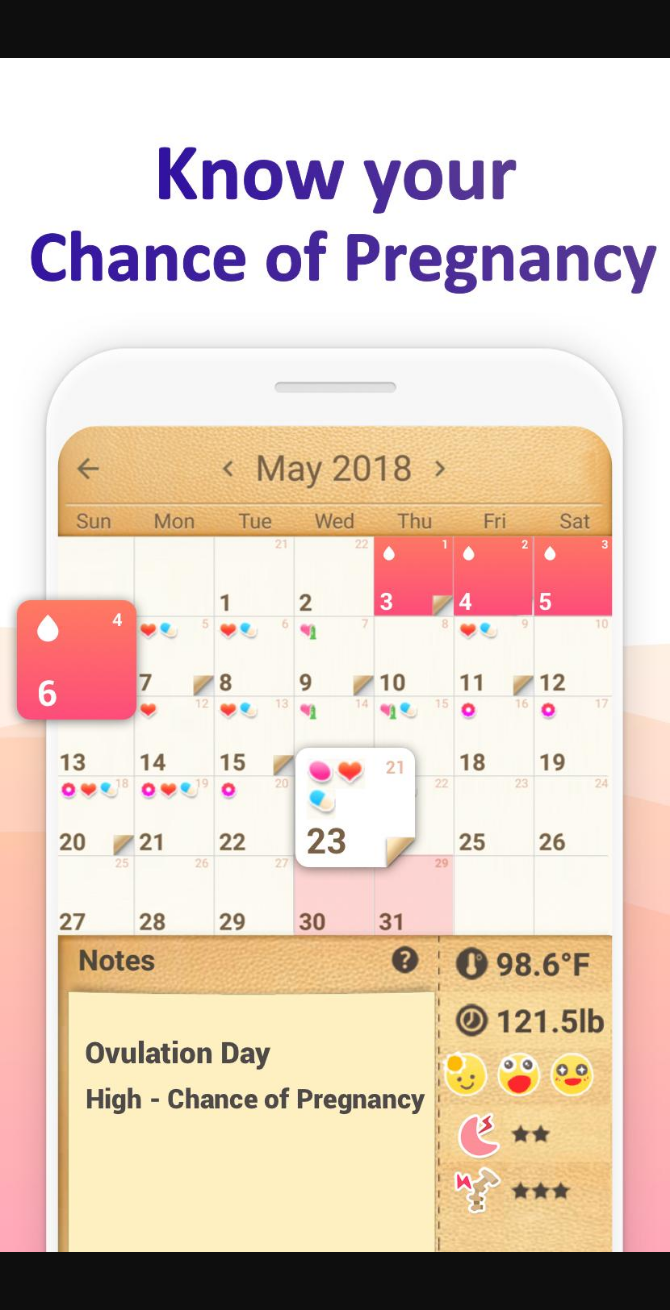 Know your
Chance of Pregnancy
May 2018
Sun Mon Tue Wed Thu Fri Sat
21 22 1 2 3
1 2 3 4 5
4 5 6 7 8 9 10
6 7 8 9 10 11 12
12 13 14 15 16 17
13 14 15 18 19
18 19 20 21 22 23 24
20 21 22 23 25 26
25 26 27 29
27 28 29 30 31
Notes ? 98.6°F
121.5lb
Ovulation Day
High - Chance of Pregnancy